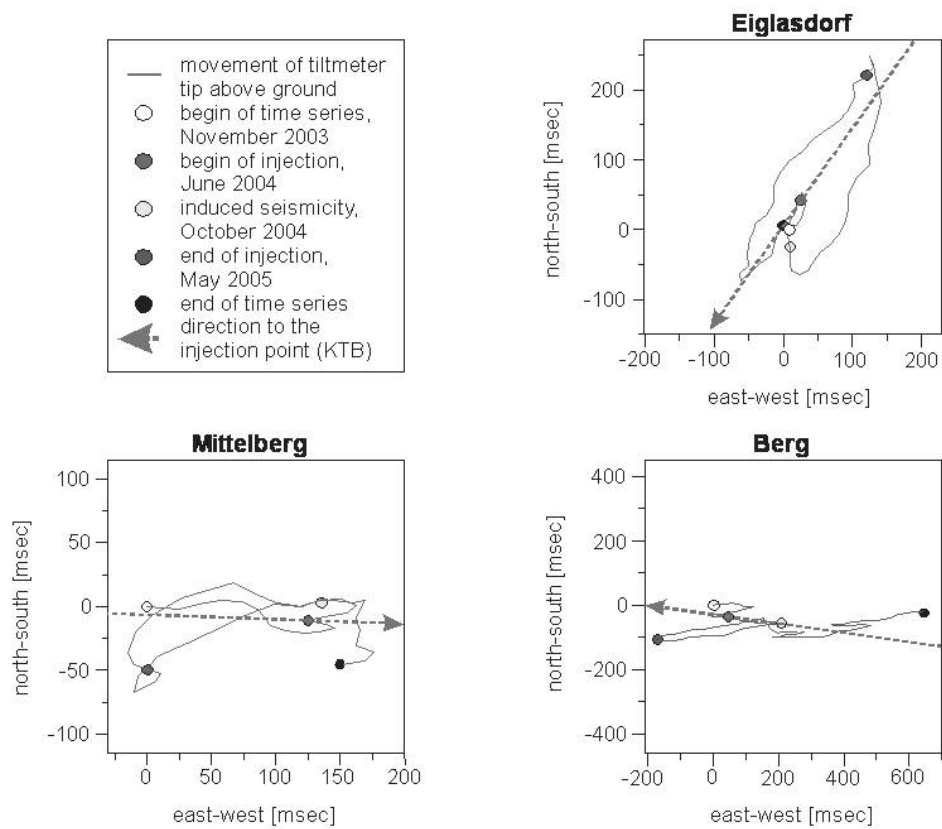 Eiglasdorf
movement of tiltmeter
tip above ground
begin of time series,
November 2003
begin of injection,
June 2004
induced seismicity,
October 2004
end of injection,
May 2005
end of time series
direction to the
injection point (KTB)
north-south [msec]
200
100
0
-100
-200 -100 0 100 200
east-west [msec]
Mittelberg
north-south [msec]
100
50
0
-50
-100
0 50 100 150 200
east-west [msec]
Berg
north-south [msec]
400
200
0
-200
-400
-200 0 200 400 600
east-west [msec]